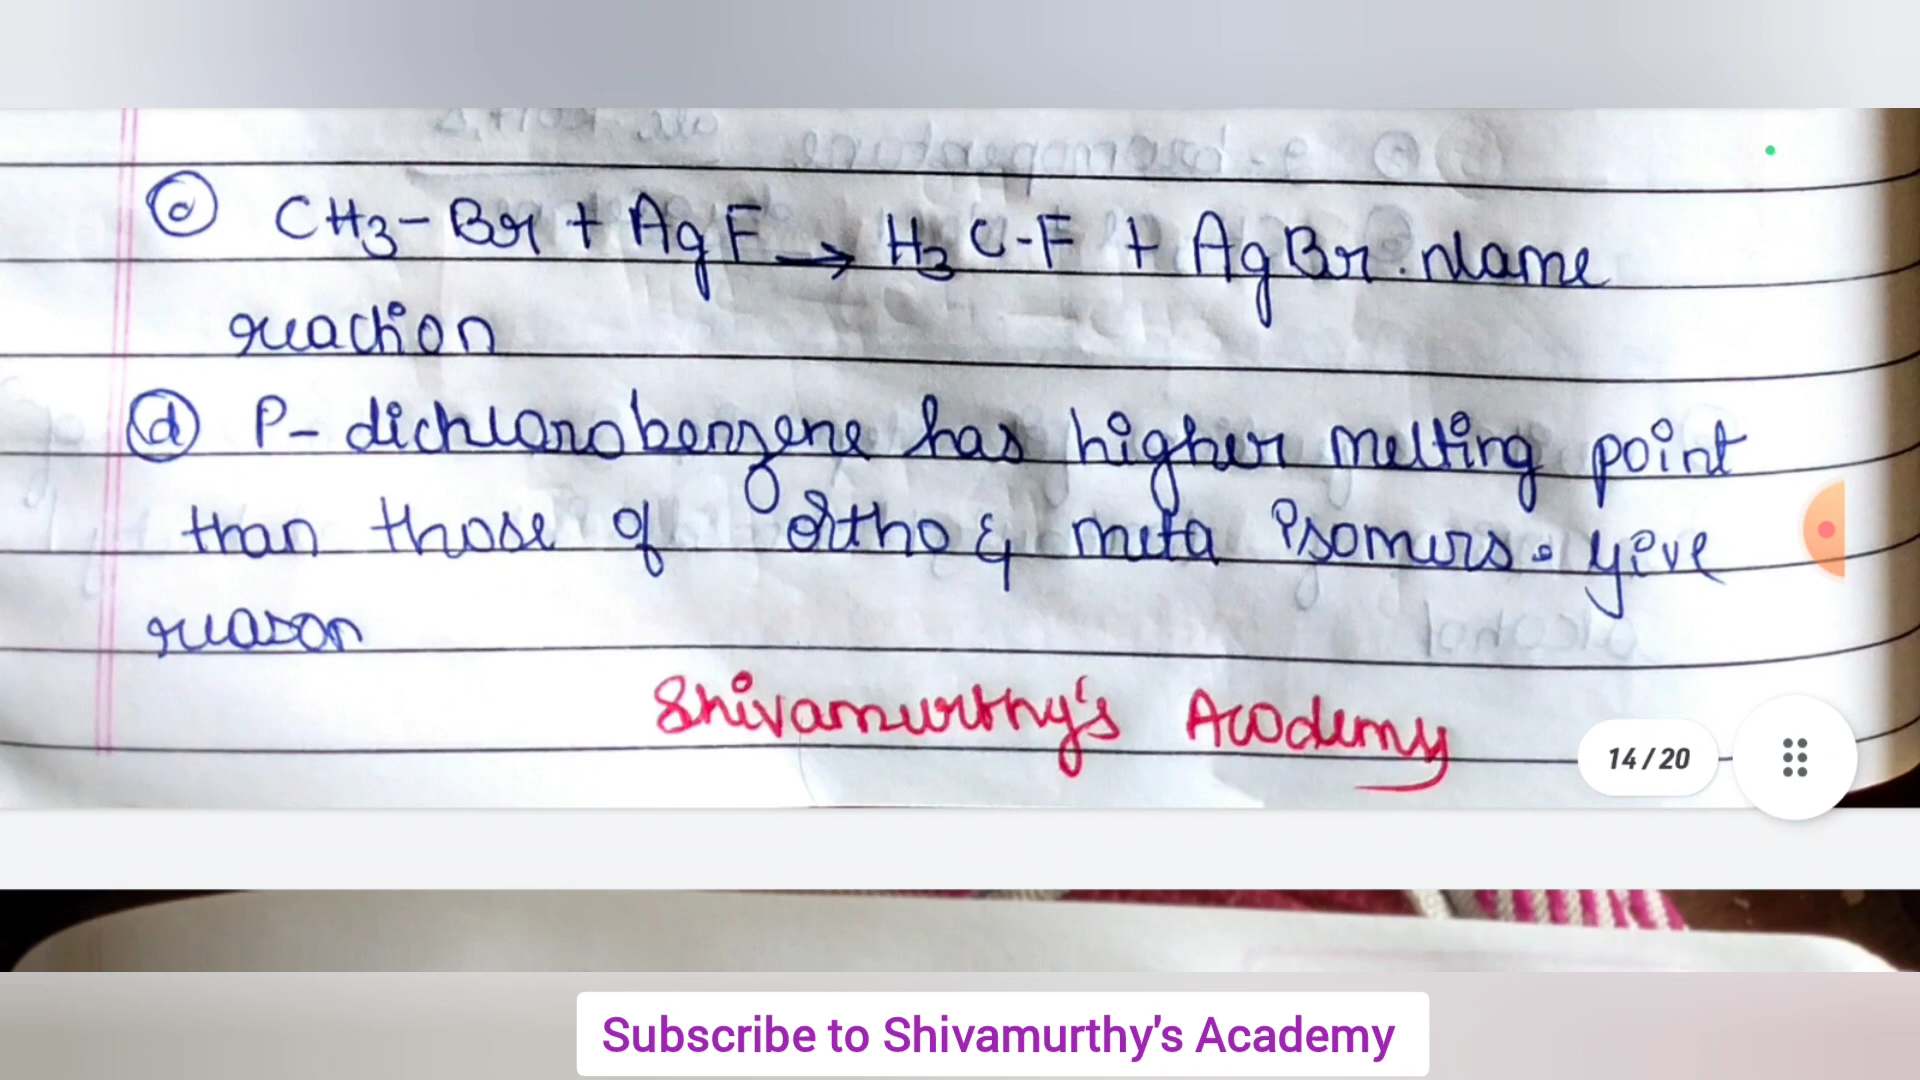 c CH3-Br + AgF → H3C-F + AgBr. Name
reaction
d P-dichlorobenzene has higher melting point
than those of ortho & meta isomers. give
reason
Shivamurthy's Academy
14/20
Subscribe to Shivamurthy's Academy